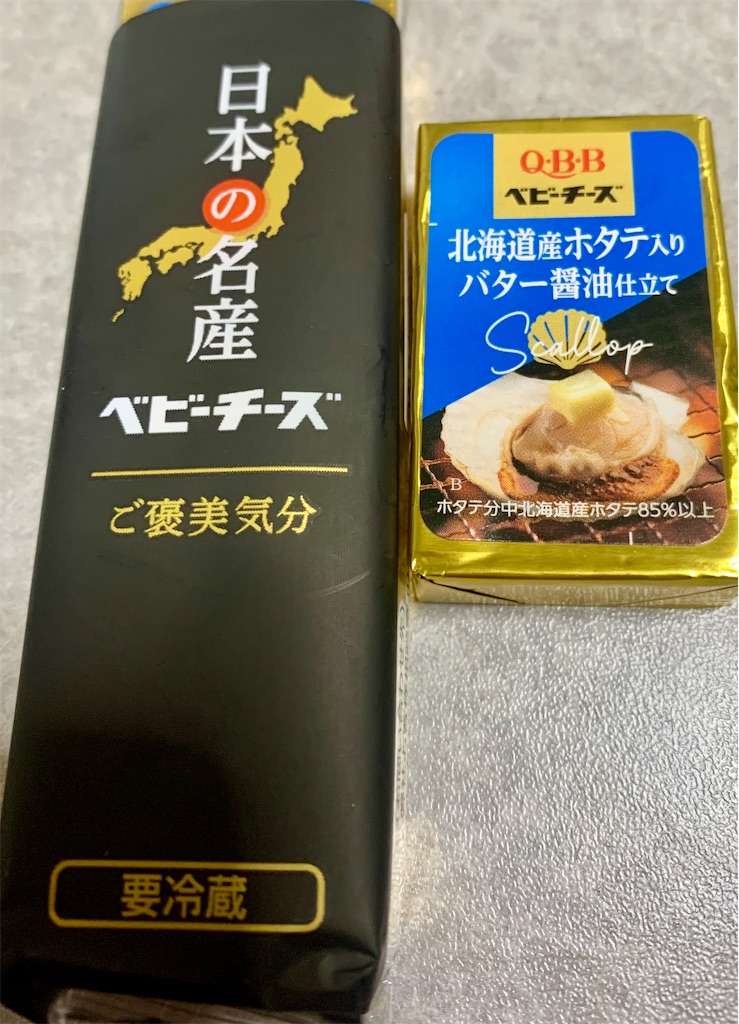 日本の名産
ベビーチーズ
ご褒美気分
要冷蔵
Q・B・B
ベビーチーズ
北海道産ホタテ入り
バター醤油仕立て
Scallop
B
ホタテ分中北海道産ホタテ85%以上